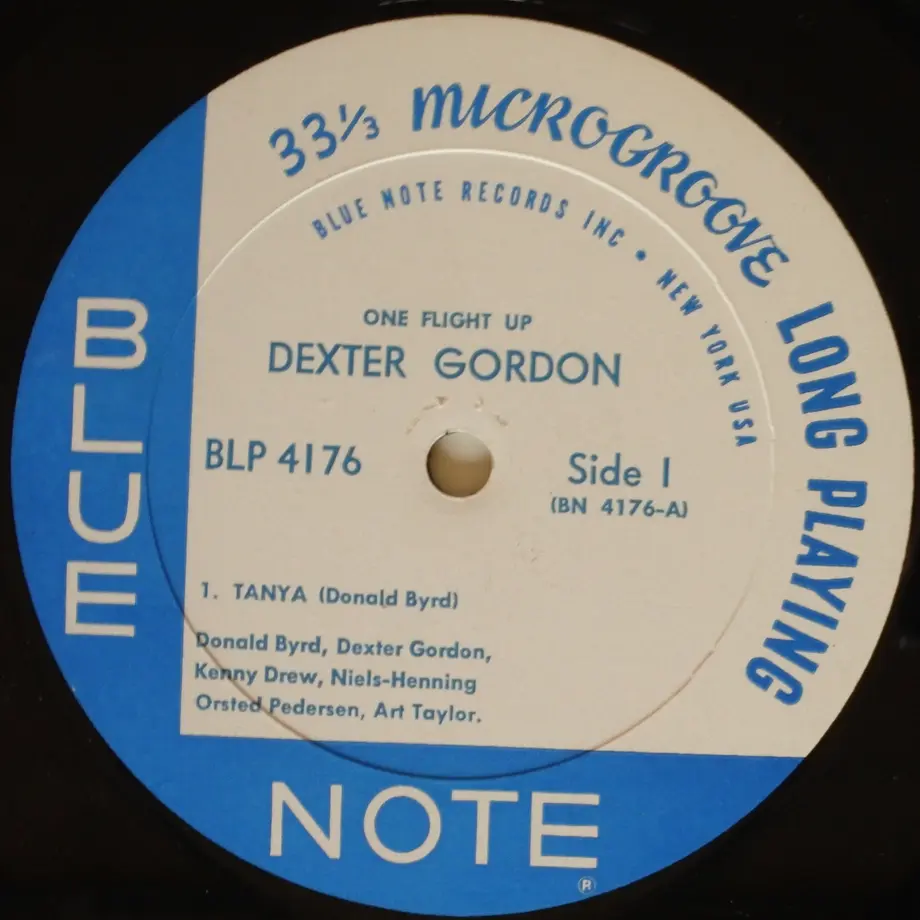 33⅓ MICROGROOVE LONG PLAYING
BLUE NOTE RECORDS INC • NEW YORK USA
ONE FLIGHT UP
DEXTER GORDON
BLP 4176
Side 1
(BN 4176-A)
1. TANYA (Donald Byrd)
Donald Byrd, Dexter Gordon,
Kenny Drew, Niels-Henning
Orsted Pedersen, Art Taylor.
BLUE
NOTE
®